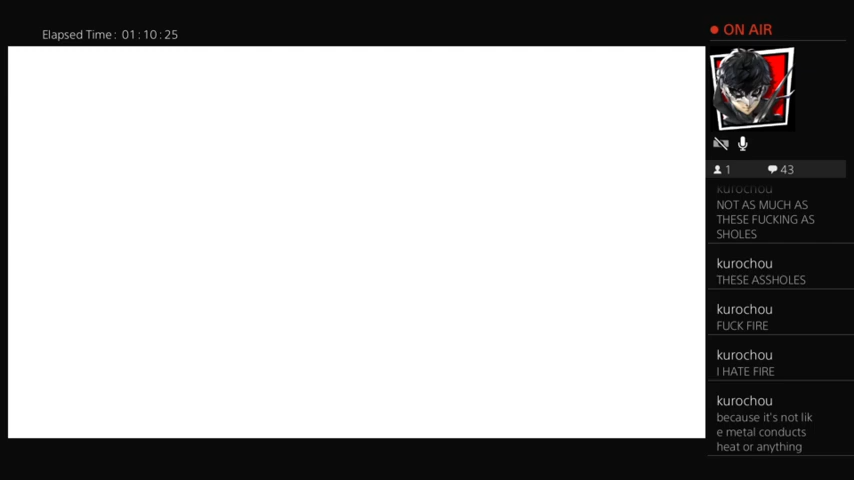 Elapsed Time: 01:10:25
ON AIR
1 43
kurochou
NOT AS MUCH AS
THESE FUCKING AS
SHOLES
kurochou
THESE ASSHOLES
kurochou
FUCK FIRE
kurochou
I HATE FIRE
kurochou
because it's not lik
e metal conducts
heat or anything